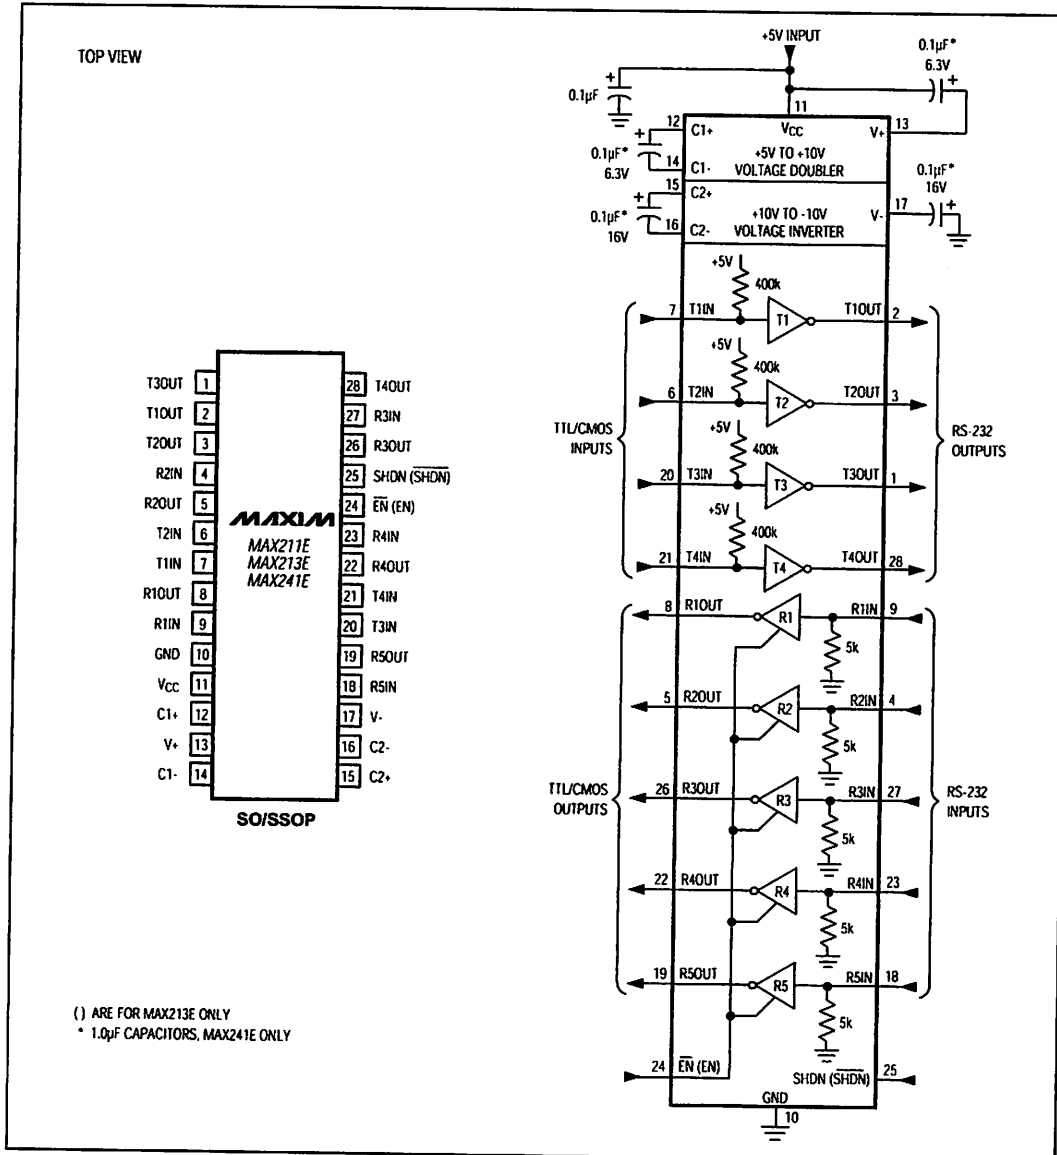 TOP VIEW
T3OUT 1
T1OUT 2
T2OUT 3
R2IN 4
R2OUT 5
T2IN 6
T1IN 7
R1OUT 8
R1IN 9
GND 10
VCC 11
C1+ 12
V+ 13
C1- 14
MAXIM
MAX211E
MAX213E
MAX241E
28 T4OUT
27 R3IN
26 R3OUT
25 SHDN (S̅H̅D̅N̅)
24 E̅N̅ (EN)
23 R4IN
22 R4OUT
21 T4IN
20 T3IN
19 R5OUT
18 R5IN
17 V-
16 C2-
15 C2+
SO/SSOP
( ) ARE FOR MAX213E ONLY
* 1.0µF CAPACITORS, MAX241E ONLY
+5V INPUT
0.1µF*
6.3V
+
+
0.1µF
11
12 C1+
VCC
V+ 13
+
0.1µF*
6.3V
14 C1-
+5V TO +10V
VOLTAGE DOUBLER
15 C2+
+
0.1µF*
16V
16 C2-
+10V TO -10V
VOLTAGE INVERTER
V- 17
0.1µF*
16V
+
+5V
400k
7 T1IN T1 T1OUT 2
+5V
400k
6 T2IN T2 T2OUT 3
TTL/CMOS
INPUTS
RS-232
OUTPUTS
+5V
400k
20 T3IN T3 T3OUT 1
+5V
400k
21 T4IN T4 T4OUT 28
8 R1OUT R1 R1IN 9
5k
5 R2OUT R2 R2IN 4
5k
TTL/CMOS
OUTPUTS
RS-232
INPUTS
26 R3OUT R3 R3IN 27
5k
22 R4OUT R4 R4IN 23
5k
19 R5OUT R5 R5IN 18
5k
24 E̅N̅ (EN)
SHDN (S̅H̅D̅N̅) 25
GND
10